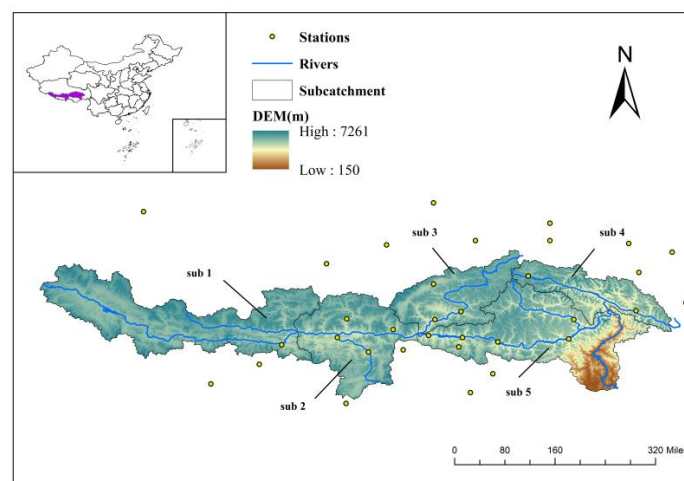 Stations
Rivers
Subcatchment
DEM(m)
High : 7261
Low : 150
N
sub 3
sub 4
sub 1
sub 2
sub 5
0 80 160 320 Miles